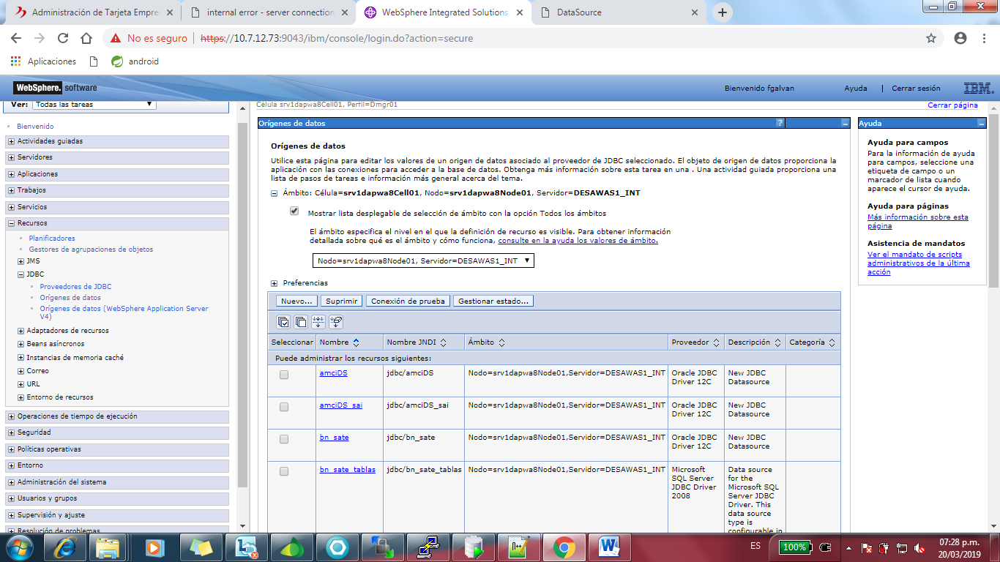 Administración de Tarjeta Empre
internal error - server connection
WebSphere Integrated Solutions
DataSource
No es seguro
https://10.7.12.73:9043/ibm/console/login.do?action=secure
Aplicaciones
android
WebSphere. software
Bienvenido fgalvan
Ayuda
Cerrar sesión
IBM.
Ver: Todas las tareas
Célula srv1dapwa8Cell01, Perfil=Dmgr01
Cerrar página
Bienvenido
Actividades guiadas
Servidores
Aplicaciones
Trabajos
Servicios
Recursos
Planificadores
Gestores de agrupaciones de objetos
JMS
JDBC
Proveedores de JDBC
Orígenes de datos
Orígenes de datos (WebSphere Application Server
V4)
Adaptadores de recursos
Beans asíncronos
Instancias de memoria caché
Correo
URL
Entorno de recursos
Operaciones de tiempo de ejecución
Seguridad
Políticas operativas
Entorno
Administración del sistema
Usuarios y grupos
Supervisión y ajuste
Resolución de problemas
Orígenes de datos
?
Orígenes de datos
Utilice esta página para editar los valores de un origen de datos asociado al proveedor de JDBC seleccionado. El objeto de origen de datos proporciona la
aplicación con las conexiones para acceder a la base de datos. Obtenga más información sobre esta tarea en una . Una actividad guiada proporciona una
lista de pasos de tareas e información más general acerca del tema.
Ámbito: Célula=srv1dapwa8Cell01, Nodo=srv1dapwa8Node01, Servidor=DESAWAS1_INT
Mostrar lista desplegable de selección de ámbito con la opción Todos los ámbitos
El ámbito especifica el nivel en el que la definición de recurso es visible. Para obtener información
detallada sobre qué es el ámbito y cómo funciona, consulte en la ayuda los valores de ámbito.
Nodo=srv1dapwa8Node01, Servidor=DESAWAS1_INT
Preferencias
Nuevo... Suprimir Conexión de prueba Gestionar estado...
Seleccionar Nombre Nombre JNDI Ámbito Proveedor Descripción Categoría
Puede administrar los recursos siguientes:
amciDS jdbc/amciDS Nodo=srv1dapwa8Node01,Servidor=DESAWAS1_INT Oracle JDBC New JDBC
Driver 12C Datasource
amciDS_sai jdbc/amciDS_sai Nodo=srv1dapwa8Node01,Servidor=DESAWAS1_INT Oracle JDBC New JDBC
Driver 12C Datasource
bn_sate jdbc/bn_sate Nodo=srv1dapwa8Node01,Servidor=DESAWAS1_INT Oracle JDBC New JDBC
Driver 12C Datasource
bn_sate_tablas jdbc/bn_sate_tablas Nodo=srv1dapwa8Node01,Servidor=DESAWAS1_INT Microsoft Data source
SQL Server for the
JDBC Driver Microsoft SQL
2008 Server JDBC
Driver. This
data source
type is
configurable in
Ayuda
Ayuda para campos
Para la información de ayuda
para campos, seleccione una
etiqueta de campo o un
marcador de lista cuando
aparece el cursor de ayuda.
Ayuda para páginas
Más información sobre esta
página
Asistencia de mandatos
Ver el mandato de scripts
administrativos de la última
acción
ES
100%
07:28 p.m.
20/03/2019